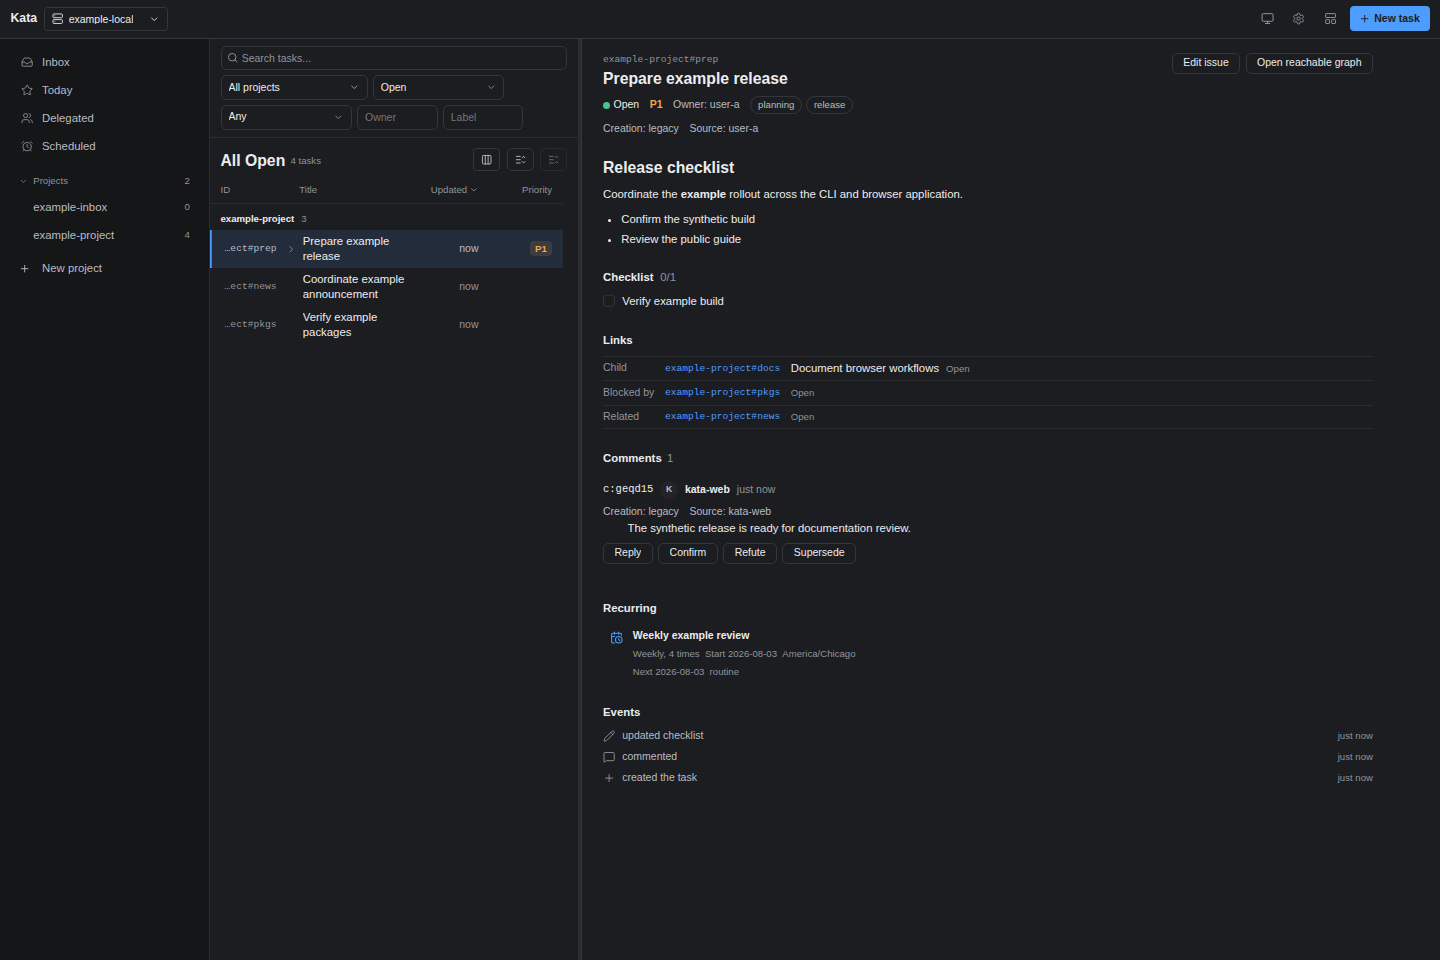 Kata
example-local
New task
Inbox
Today
Delegated
Scheduled
Projects 2
example-inbox 0
example-project 4
New project
Search tasks...
All projects
Open
Any
Owner
Label
All Open 4 tasks
ID Title Updated Priority
example-project 3
…ect#prep Prepare example release now P1
…ect#news Coordinate example announcement now
…ect#pkgs Verify example packages now
example-project#prep
Edit issue
Open reachable graph
Prepare example release
Open P1 Owner: user-a planning release
Creation: legacy Source: user-a
Release checklist
Coordinate the example rollout across the CLI and browser application.
• Confirm the synthetic build
• Review the public guide
Checklist 0/1
Verify example build
Links
Child example-project#docs Document browser workflows Open
Blocked by example-project#pkgs Open
Related example-project#news Open
Comments 1
c:geqd15 K kata-web just now
Creation: legacy Source: kata-web
The synthetic release is ready for documentation review.
Reply Confirm Refute Supersede
Recurring
Weekly example review
Weekly, 4 times Start 2026-08-03 America/Chicago
Next 2026-08-03 routine
Events
updated checklist just now
commented just now
created the task just now